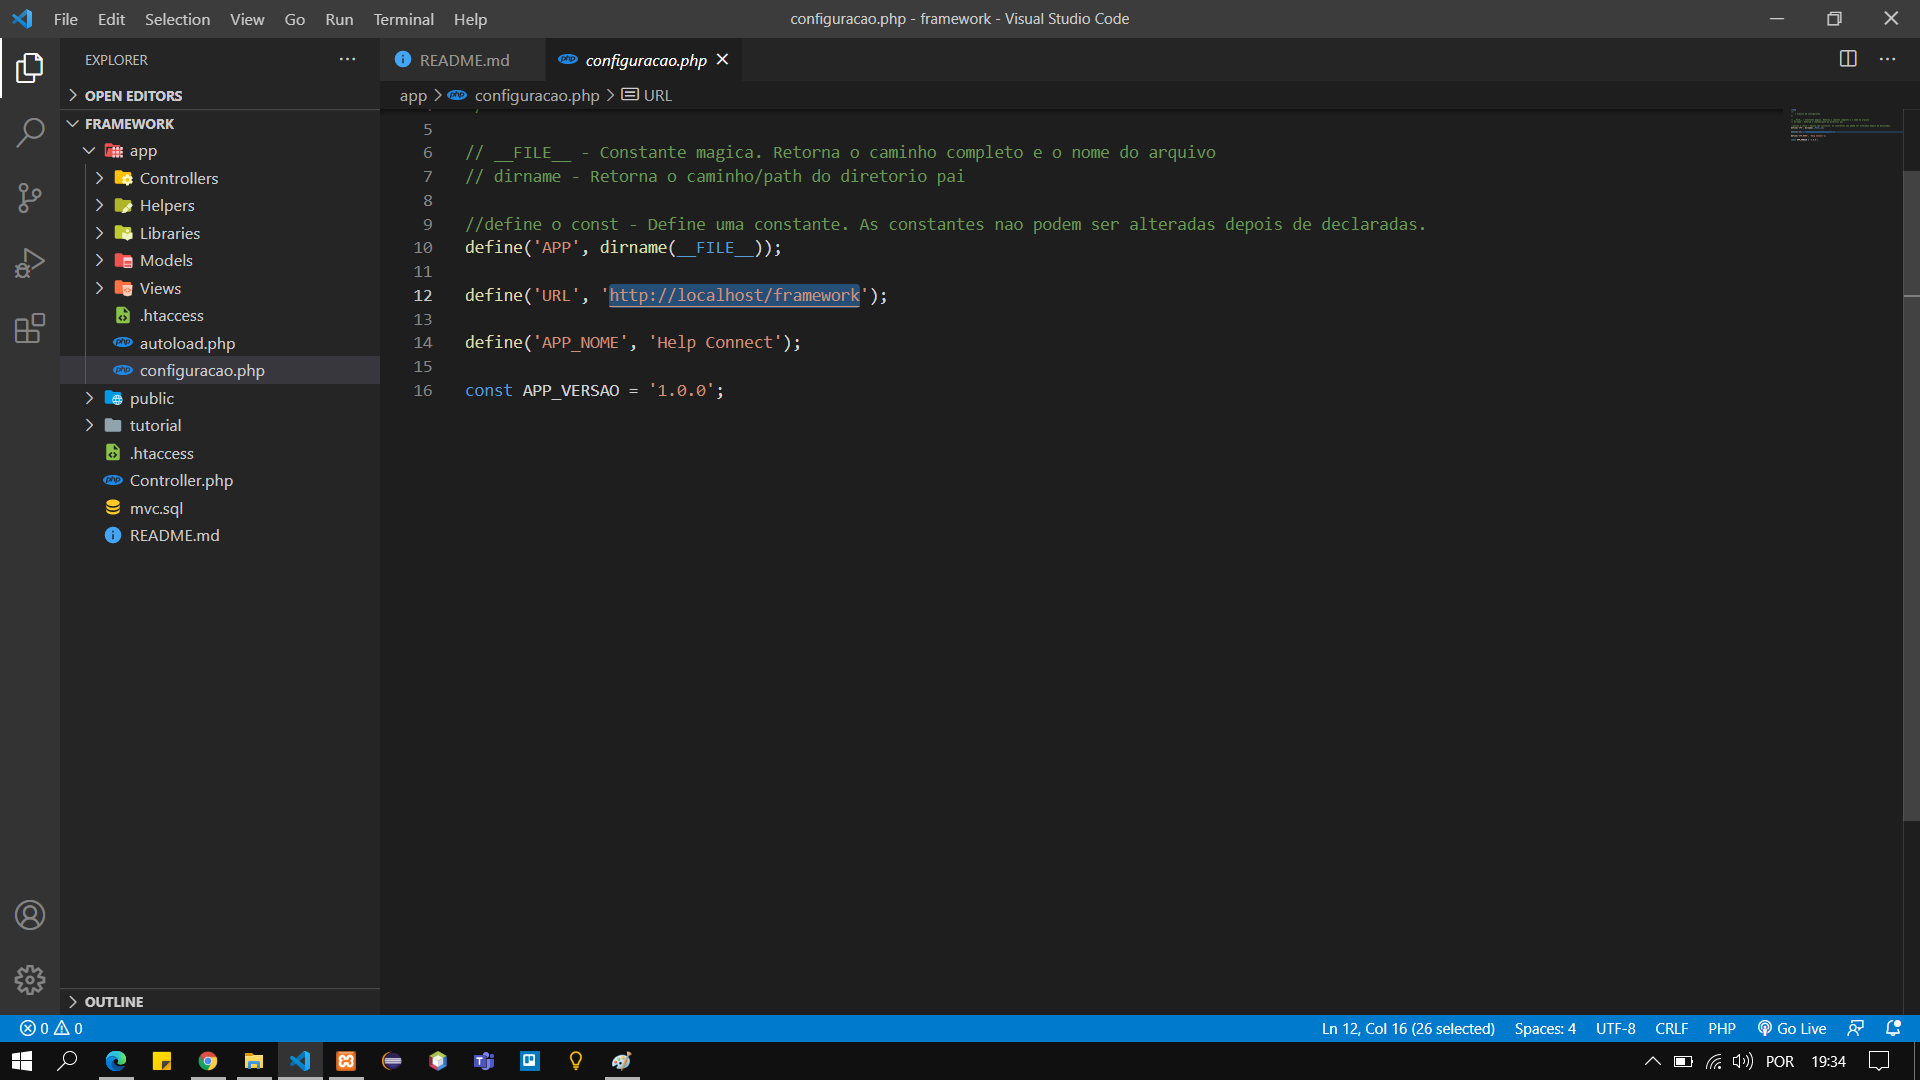 File Edit Selection View Go Run Terminal Help
configuracao.php - framework - Visual Studio Code
EXPLORER
OPEN EDITORS
FRAMEWORK
app
Controllers
Helpers
Libraries
Models
Views
.htaccess
autoload.php
configuracao.php
public
tutorial
.htaccess
Controller.php
mvc.sql
README.md
OUTLINE
README.md
configuracao.php
app > configuracao.php > URL
5
6 // __FILE__ - Constante magica. Retorna o caminho completo e o nome do arquivo
7 // dirname - Retorna o caminho/path do diretorio pai
8
9 //define o const - Define uma constante. As constantes nao podem ser alteradas depois de declaradas.
10 define('APP', dirname(__FILE__));
11
12 define('URL', 'http://localhost/framework');
13
14 define('APP_NOME', 'Help Connect');
15
16 const APP_VERSAO = '1.0.0';
0 0
Ln 12, Col 16 (26 selected) Spaces: 4 UTF-8 CRLF PHP Go Live
POR 19:34